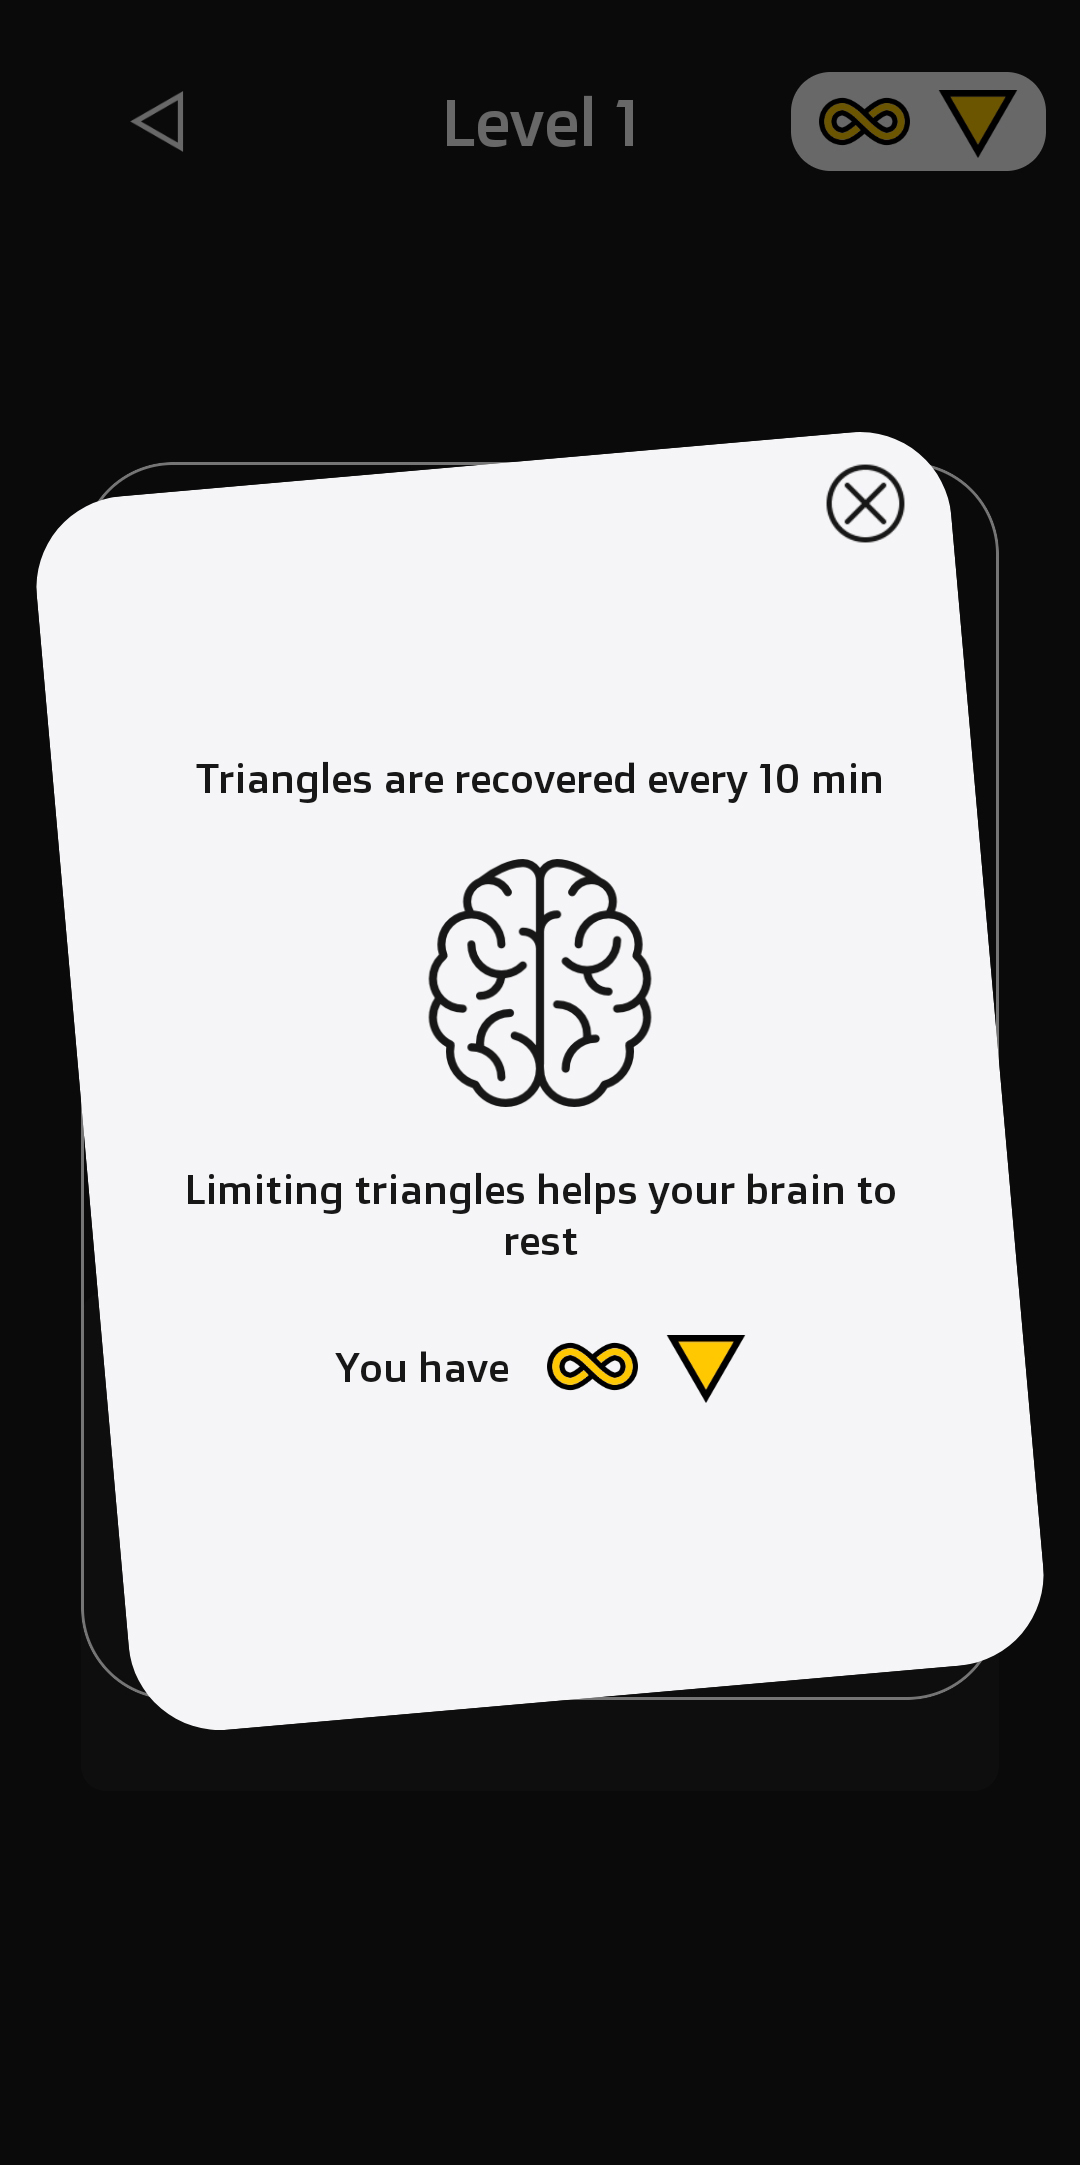 Level 1
Triangles are recovered every 10 min
Limiting triangles helps your brain to
rest
You have